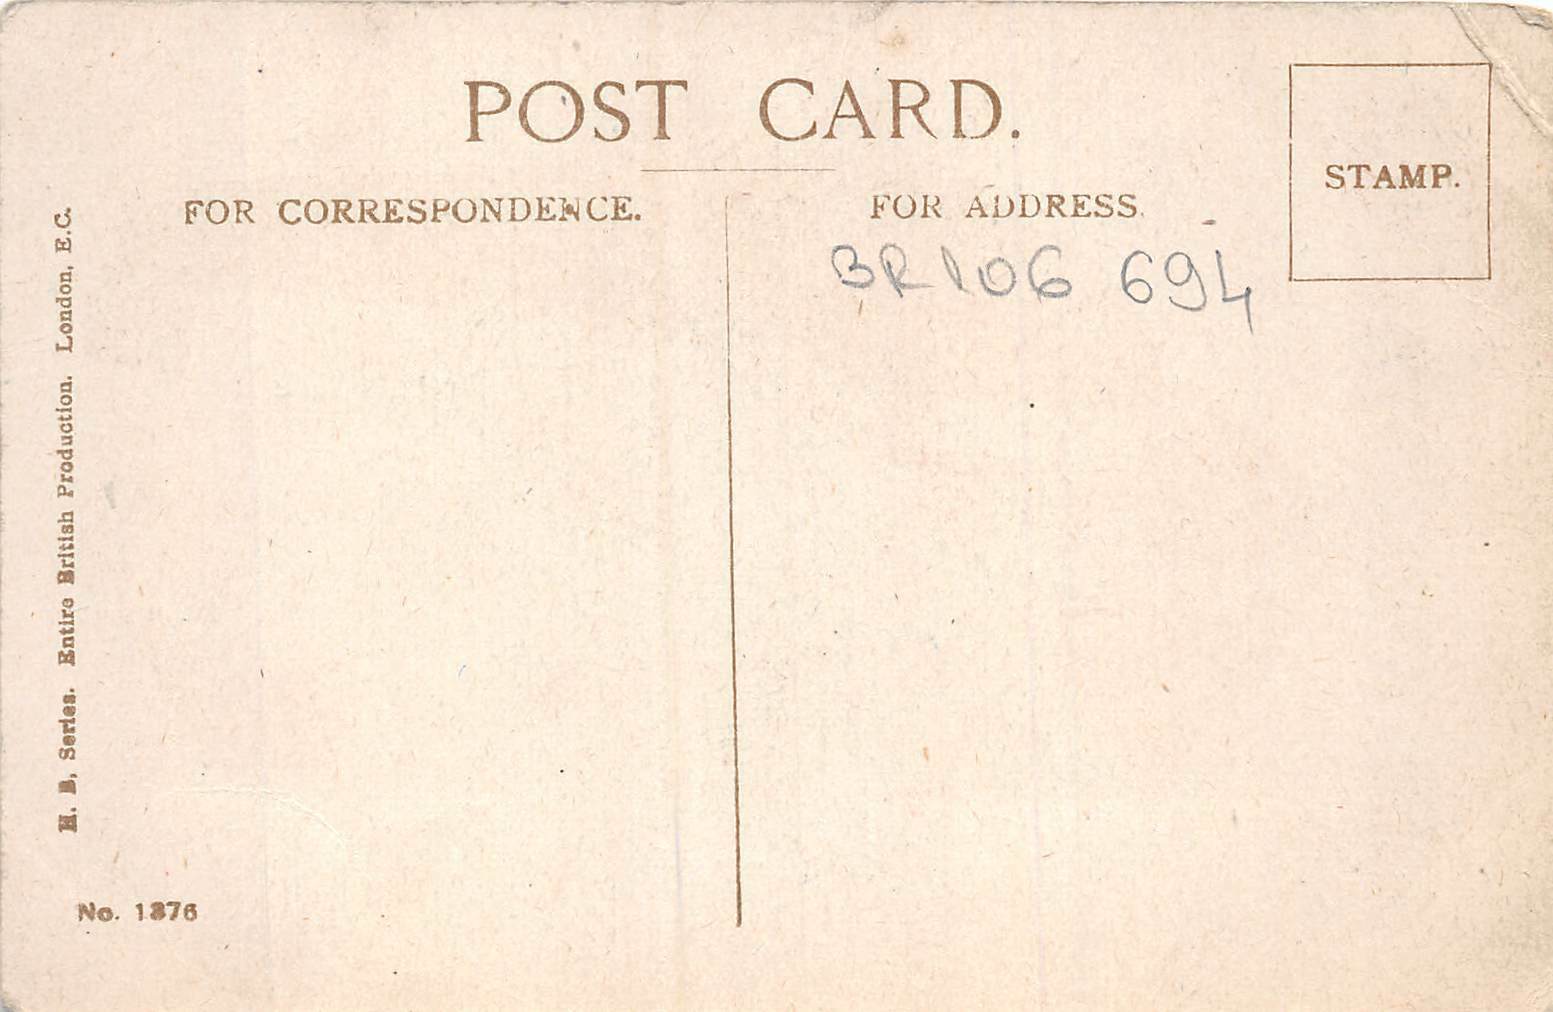 POST CARD.
STAMP.
FOR CORRESPONDENCE.
FOR ADDRESS.
BR106 694
H. B. Series. Entire British Production. London, E.C.
No. 1376